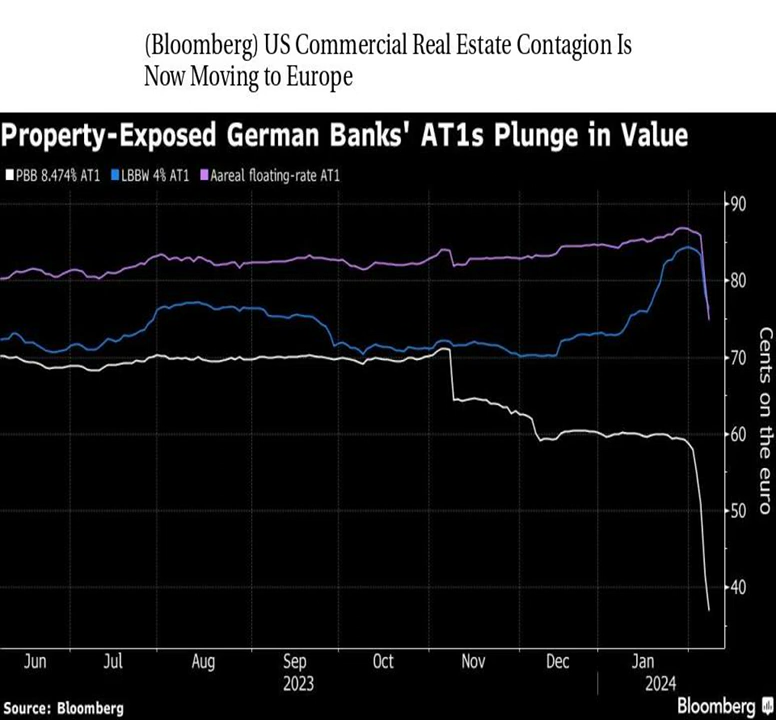 (Bloomberg) US Commercial Real Estate Contagion Is
Now Moving to Europe
Property-Exposed German Banks' AT1s Plunge in Value
PBB 8.474% AT1 LBBW 4% AT1 Aareal floating-rate AT1
90
80
70
60
50
40
Cents on the euro
Jun Jul Aug Sep Oct Nov Dec Jan
2023 2024
Source: Bloomberg
Bloomberg